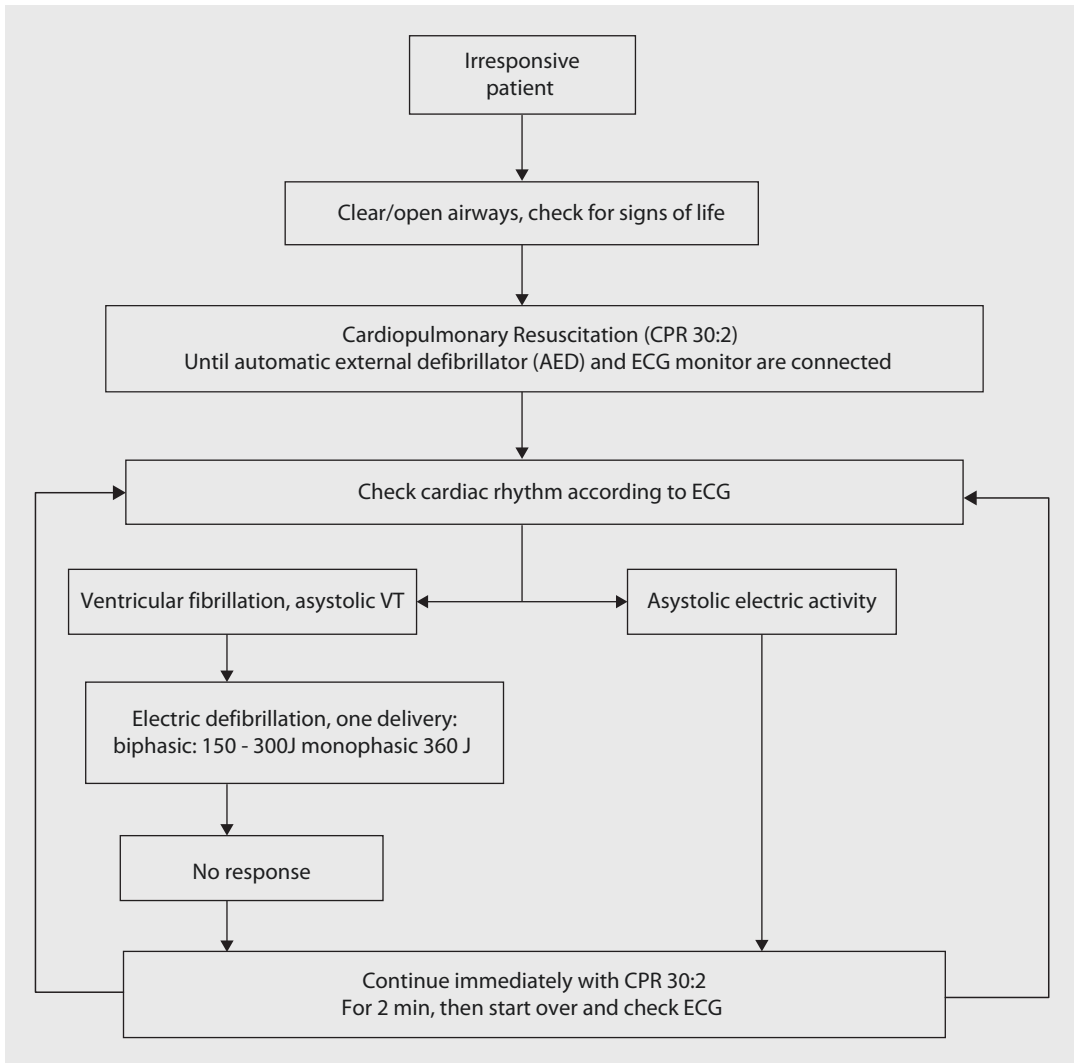 Irresponsive
patient
Clear/open airways, check for signs of life
Cardiopulmonary Resuscitation (CPR 30:2)
Until automatic external defibrillator (AED) and ECG monitor are connected
Check cardiac rhythm according to ECG
Ventricular fibrillation, asystolic VT
Asystolic electric activity
Electric defibrillation, one delivery:
biphasic: 150 - 300J monophasic 360 J
No response
Continue immediately with CPR 30:2
For 2 min, then start over and check ECG